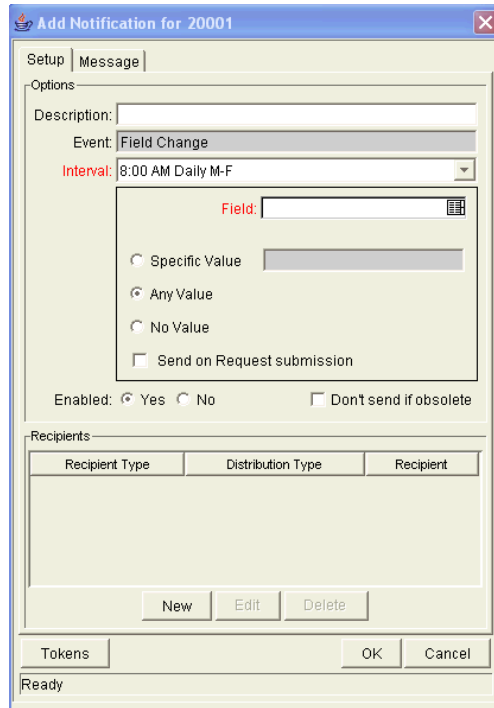 Add Notification for 20001
Setup Message
Options
Description:
Event: Field Change
Interval: 8:00 AM Daily M-F
Field:
Specific Value
Any Value
No Value
Send on Request submission
Enabled: Yes No Don't send if obsolete
Recipients
Recipient Type Distribution Type Recipient
New Edit Delete
Tokens OK Cancel
Ready